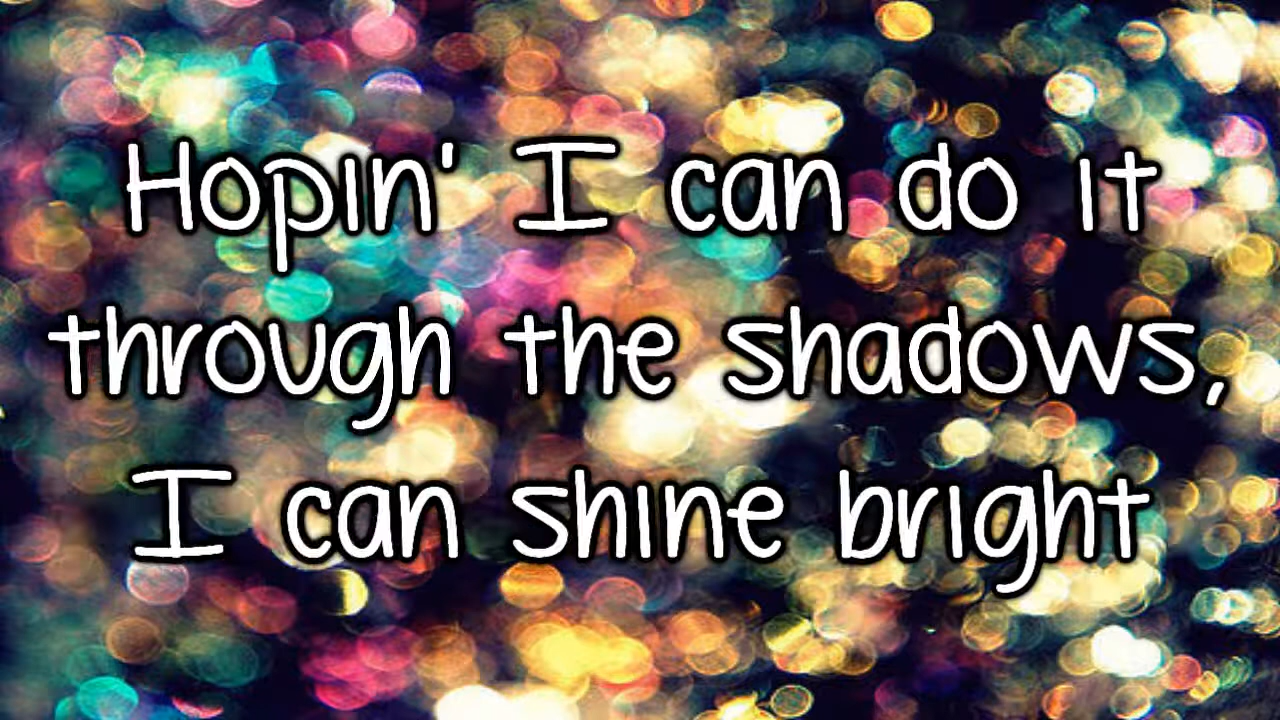 Hopin' I can do it
through the shadows,
I can shine bright